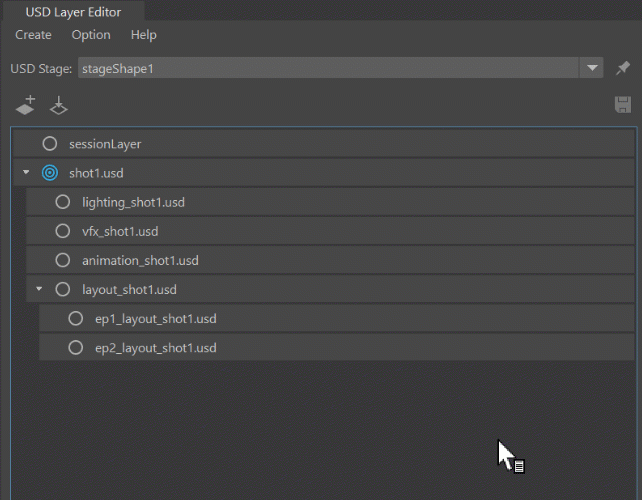 USD Layer Editor
Create Option Help
USD Stage: stageShape1
sessionLayer
shot1.usd
lighting_shot1.usd
vfx_shot1.usd
animation_shot1.usd
layout_shot1.usd
ep1_layout_shot1.usd
ep2_layout_shot1.usd